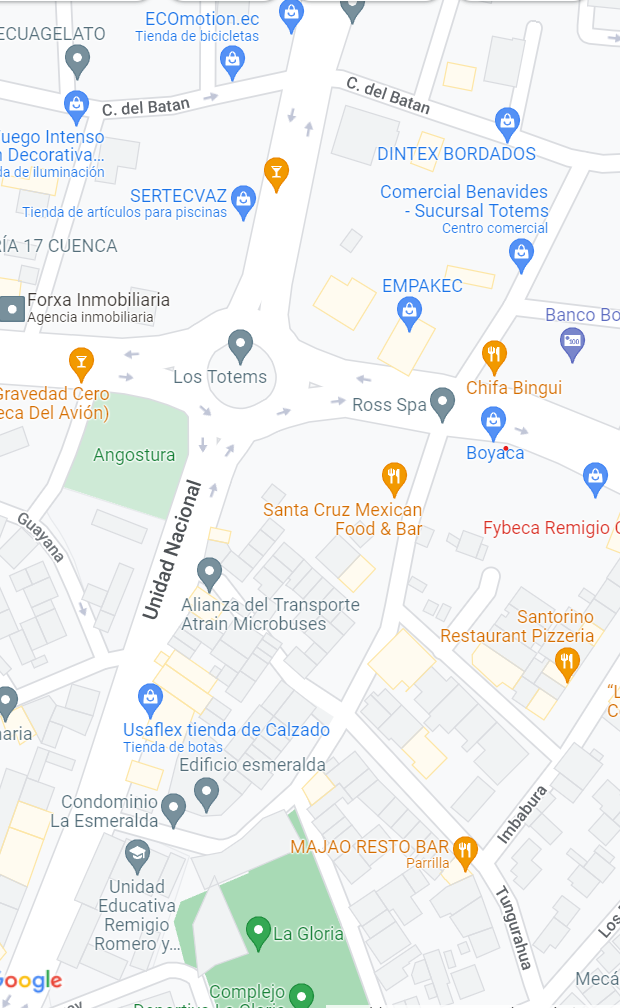 ECOmotion.ec
Tienda de bicicletas
ECUAGELATO
C. del Batan
C. del Batan
uego Intenso
n Decorativa...
da de iluminación
DINTEX BORDADOS
SERTECVAZ
Tienda de artículos para piscinas
Comercial Benavides
- Sucursal Totems
Centro comercial
RÍA 17 CUENCA
EMPAKEC
Forxa Inmobiliaria
Agencia inmobiliaria
Banco Bo
Los Totems
Gravedad Cero
eca Del Avión)
Chifa Bingui
Ross Spa
Angostura
Boyaca
Santa Cruz Mexican
Food & Bar
Fybeca Remigio C
Guayana
Unidad Nacional
Alianza del Transporte
Atrain Microbuses
Santorino
Restaurant Pizzeria
"L
C
naria
Usaflex tienda de Calzado
Tienda de botas
Edificio esmeralda
Condominio
La Esmeralda
Imbabura
MAJAO RESTO BAR
Parrilla
Unidad
Educativa
Remigio
Romero y...
Tungurahua
La Gloria
Los
Google
Mecá
Complejo
Deportivo La Gloria